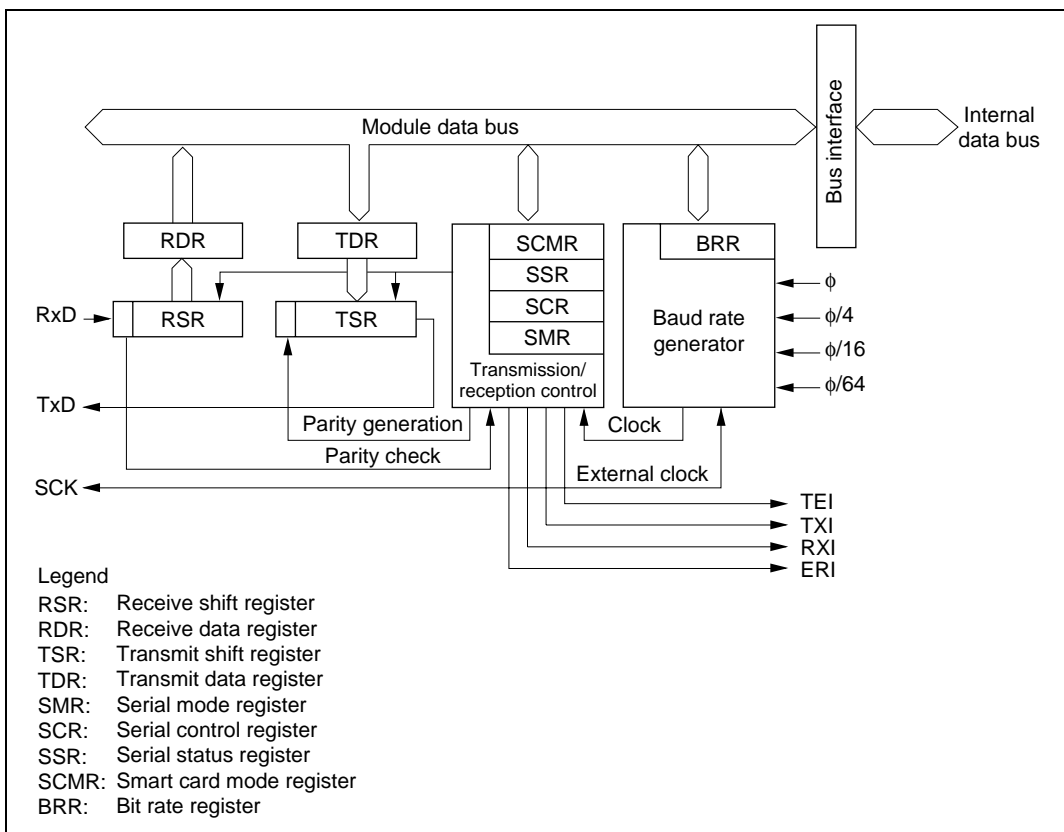 Module data bus
Bus interface
Internal
data bus
RDR
TDR
SCMR
BRR
SSR
SCR
SMR
RxD
RSR
TSR
Baud rate
generator
ϕ
ϕ/4
ϕ/16
ϕ/64
Transmission/
reception control
TxD
Parity generation
Clock
Parity check
External clock
SCK
TEI
TXI
RXI
ERI
Legend
RSR: Receive shift register
RDR: Receive data register
TSR: Transmit shift register
TDR: Transmit data register
SMR: Serial mode register
SCR: Serial control register
SSR: Serial status register
SCMR: Smart card mode register
BRR: Bit rate register